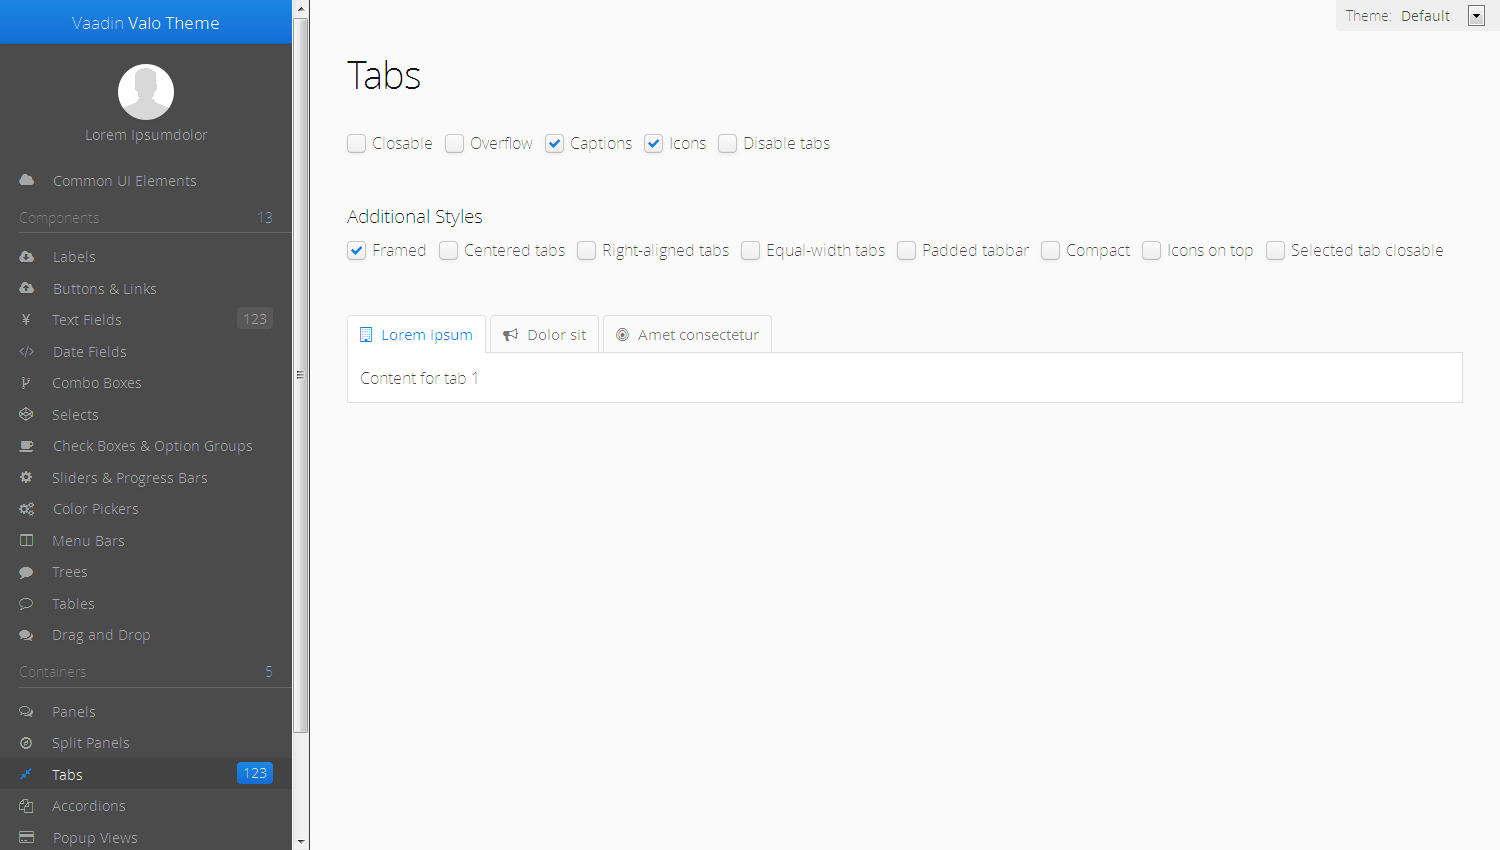 Vaadin Valo Theme
Lorem Ipsumdolor
Common UI Elements
Components 13
Labels
Buttons & Links
Text Fields 123
Date Fields
Combo Boxes
Selects
Check Boxes & Option Groups
Sliders & Progress Bars
Color Pickers
Menu Bars
Trees
Tables
Drag and Drop
Containers 5
Panels
Split Panels
Tabs 123
Accordions
Popup Views
Theme: Default
Tabs
Closable Overflow Captions Icons Disable tabs
Additional Styles
Framed Centered tabs Right-aligned tabs Equal-width tabs Padded tabbar Compact Icons on top Selected tab closable
Lorem Ipsum Dolor sit Amet consectetur
Content for tab 1